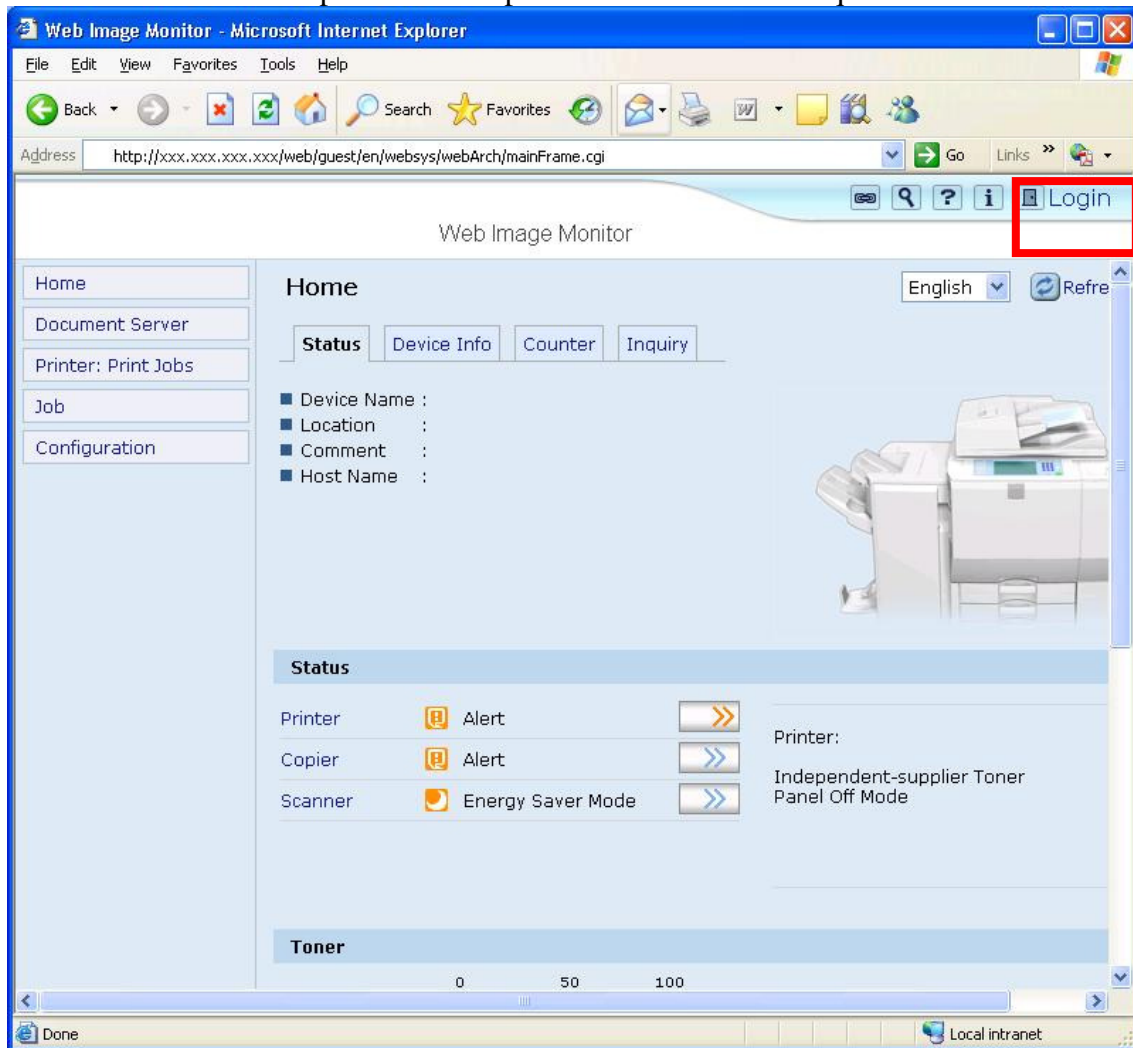 Web Image Monitor - Microsoft Internet Explorer
File Edit View Favorites Tools Help
Back Search Favorites
Address http://xxx.xxx.xxx.xxx/web/guest/en/websys/webArch/mainFrame.cgi Go Links »
? i Login
Web Image Monitor
Home
Document Server
Printer: Print Jobs
Job
Configuration
Home English Refre
Status Device Info Counter Inquiry
Device Name :
Location :
Comment :
Host Name :
Status
Printer Alert
Copier Alert
Scanner Energy Saver Mode
Printer:
Independent-supplier Toner
Panel Off Mode
Toner
0 50 100
Done Local intranet